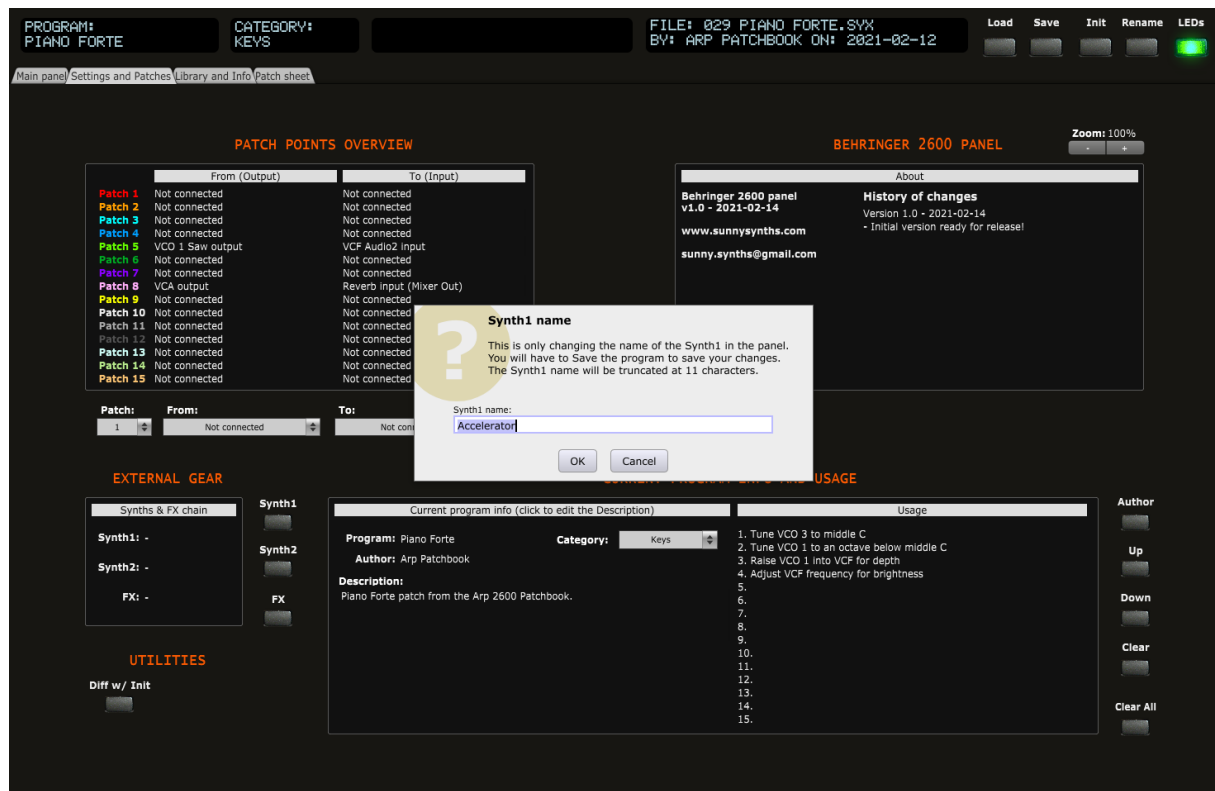 PROGRAM:
PIANO FORTE
CATEGORY:
KEYS
FILE: 029 PIANO FORTE.SYX
BY: ARP PATCHBOOK ON: 2021-02-12
Load Save Init Rename LEDs
Main panel Settings and Patches Library and Info Patch sheet
PATCH POINTS OVERVIEW
From (Output) To (Input)
Patch 1 Not connected Not connected
Patch 2 Not connected Not connected
Patch 3 Not connected Not connected
Patch 4 Not connected Not connected
Patch 5 VCO 1 Saw output VCF Audio2 input
Patch 6 Not connected Not connected
Patch 7 Not connected Not connected
Patch 8 VCA output Reverb input (Mixer Out)
Patch 9 Not connected Not connected
Patch 10 Not connected Not connected
Patch 11 Not connected Not connected
Patch 12 Not connected Not connected
Patch 13 Not connected Not connected
Patch 14 Not connected Not connected
Patch 15 Not connected Not connected
Patch: From: To:
1 Not connected Not con
BEHRINGER 2600 PANEL
Zoom: 100%
- +
About
Behringer 2600 panel
v1.0 - 2021-02-14
www.sunnysynths.com
sunny.synths@gmail.com
History of changes
Version 1.0 - 2021-02-14
- Initial version ready for release!
?
Synth1 name
This is only changing the name of the Synth1 in the panel.
You will have to Save the program to save your changes.
The Synth1 name will be truncated at 11 characters.
Synth1 name:
Accelerator
OK Cancel
EXTERNAL GEAR
Synths & FX chain
Synth1: -
Synth2: -
FX: -
Synth1
Synth2
FX
UTILITIES
Diff w/ Init
USAGE
Current program info (click to edit the Description)
Program: Piano Forte
Category: Keys
Author: Arp Patchbook
Description:
Piano Forte patch from the Arp 2600 Patchbook.
Usage
1. Tune VCO 3 to middle C
2. Tune VCO 1 to an octave below middle C
3. Raise VCO 1 into VCF for depth
4. Adjust VCF frequency for brightness
5.
6.
7.
8.
9.
10.
11.
12.
13.
14.
15.
Author
Up
Down
Clear
Clear All